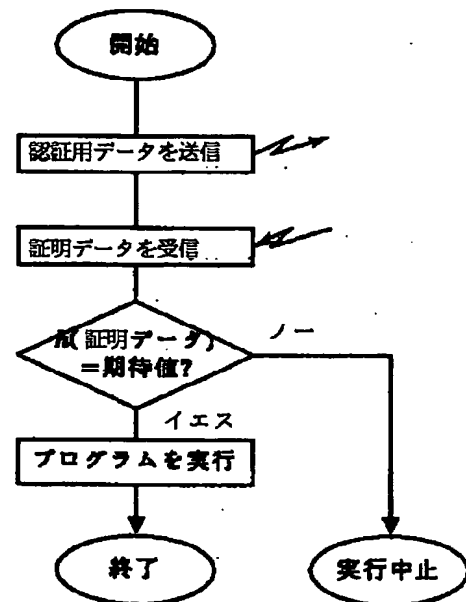 開始
認証用データを送信
証明データを受信
(証明データ)
=期待値?
ノー
イエス
プログラムを実行
終了
実行中止